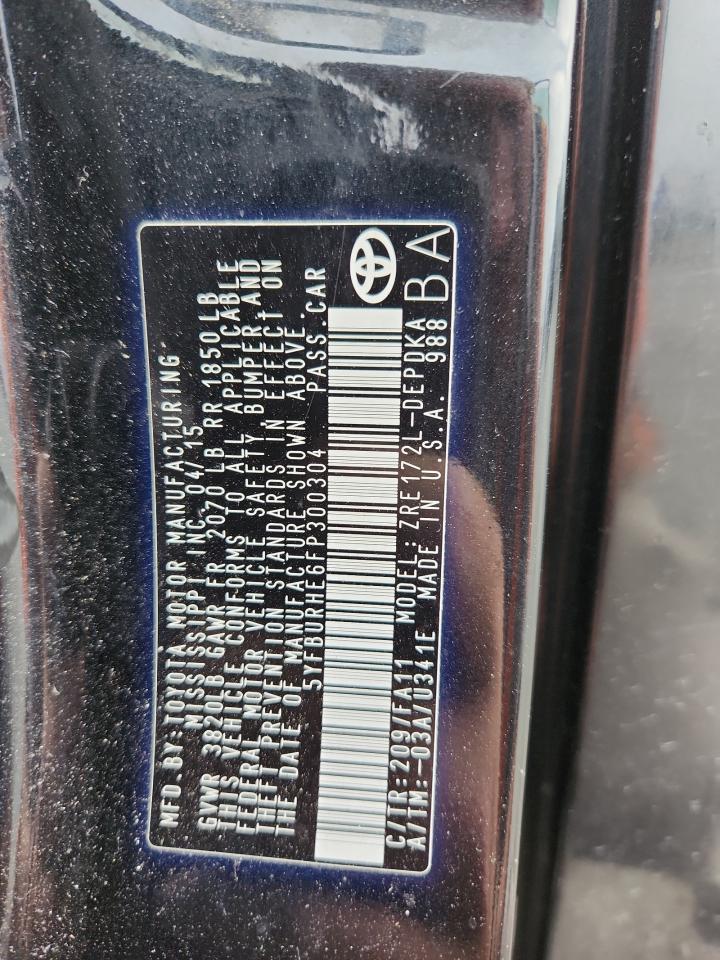 MFD.BY:TOYOTA MOTOR MANUFACTURING
MISSISSIPPI INC. 04/15
GVWR 3820LB GAWR FR 2070 LB RR 1850LB
THIS VEHICLE CONFORMS TO ALL APPLICABLE
FEDERAL MOTOR VEHICLE SAFETY, BUMPER, AND
THEFT PREVENTION STANDARDS IN EFFECT ON
THE DATE OF MANUFACTURE SHOWN ABOVE.
5YFBURHE6FP300304 PASS.CAR
C/TR:209/FA11 MODEL:ZRE172L-DEPDKA
A/TM:-03A/U341E MADE IN U.S.A. 988
BA